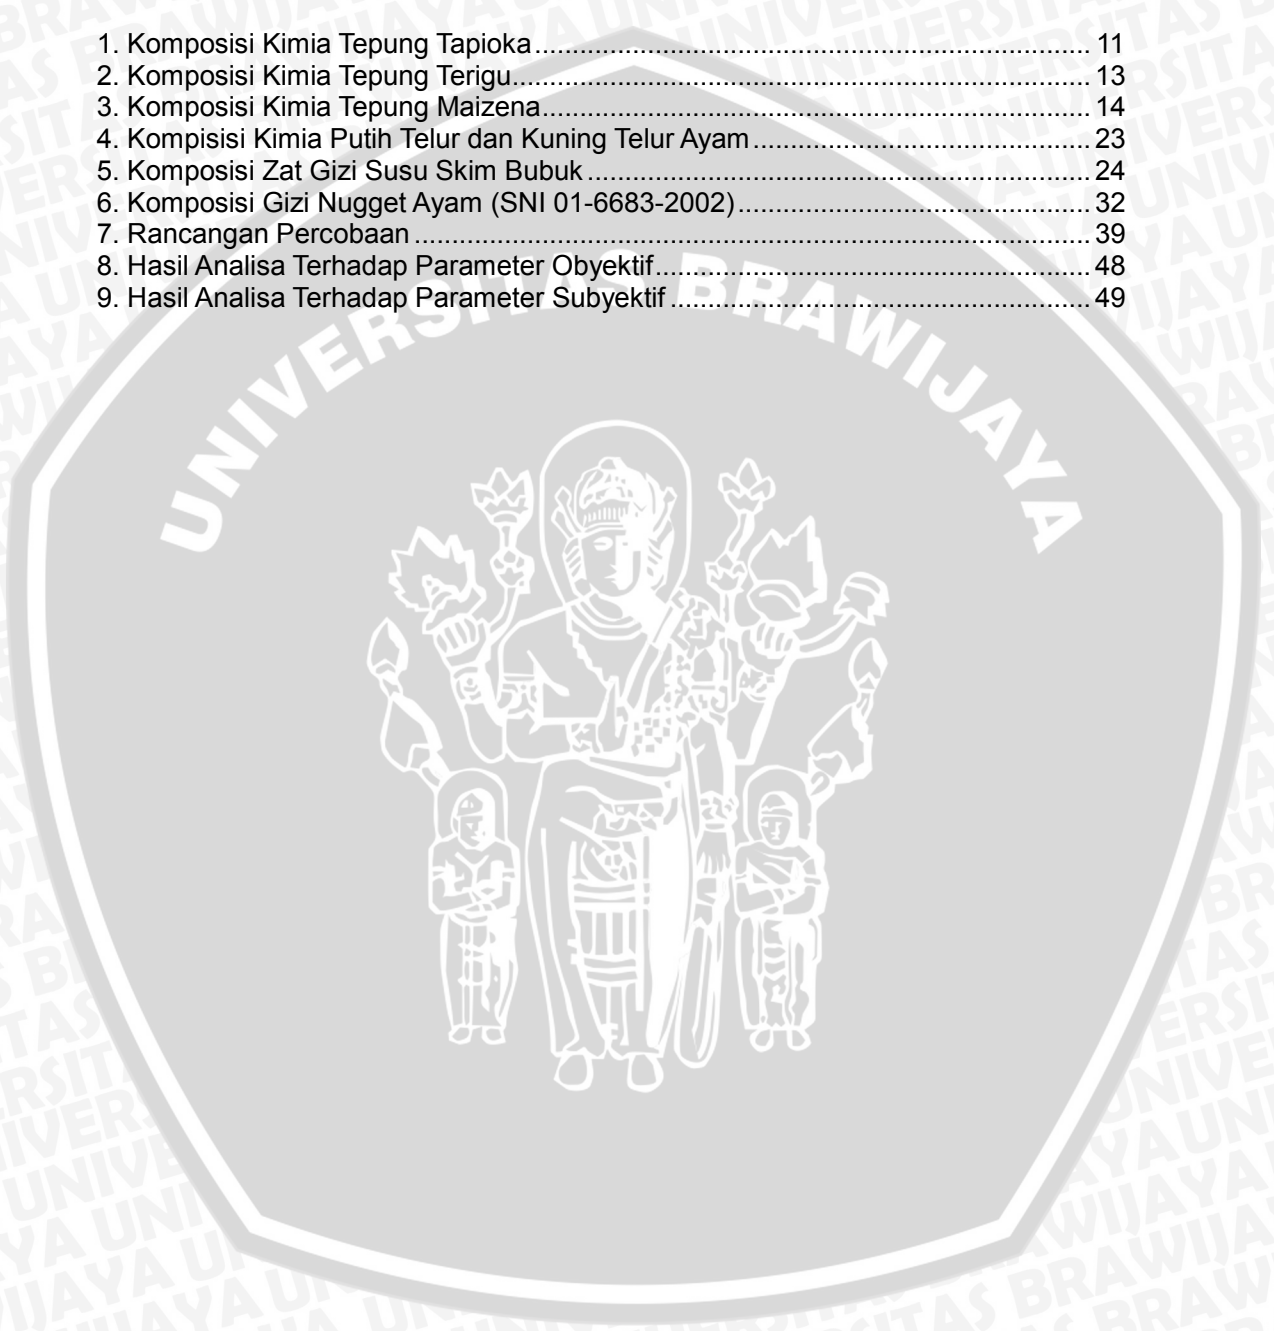 1. Komposisi Kimia Tepung Tapioka........................................................................ 11
2. Komposisi Kimia Tepung Terigu........................................................................... 13
3. Komposisi Kimia Tepung Maizena....................................................................... 14
4. Kompisisi Kimia Putih Telur dan Kuning Telur Ayam ............................................ 23
5. Komposisi Zat Gizi Susu Skim Bubuk ................................................................. 24
6. Komposisi Gizi Nugget Ayam (SNI 01-6683-2002).............................................. 32
7. Rancangan Percobaan ........................................................................................ 39
8. Hasil Analisa Terhadap Parameter Obyektif......................................................... 48
9. Hasil Analisa Terhadap Parameter Subyektif ....................................................... 49
UNIVERSITAS BRAWIJAYA